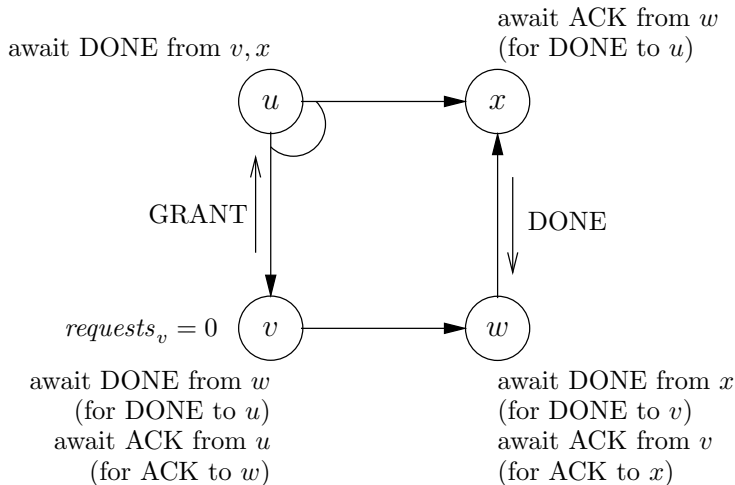 await ACK from w
(for DONE to u)
await DONE from v, x
u
x
GRANT
DONE
requests_v = 0
v
w
await DONE from w
(for DONE to u)
await ACK from u
(for ACK to w)
await DONE from x
(for DONE to v)
await ACK from v
(for ACK to x)